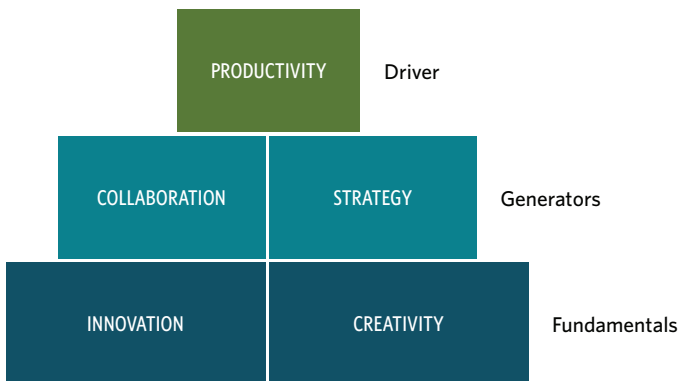 PRODUCTIVITY Driver
COLLABORATION STRATEGY Generators
INNOVATION CREATIVITY Fundamentals